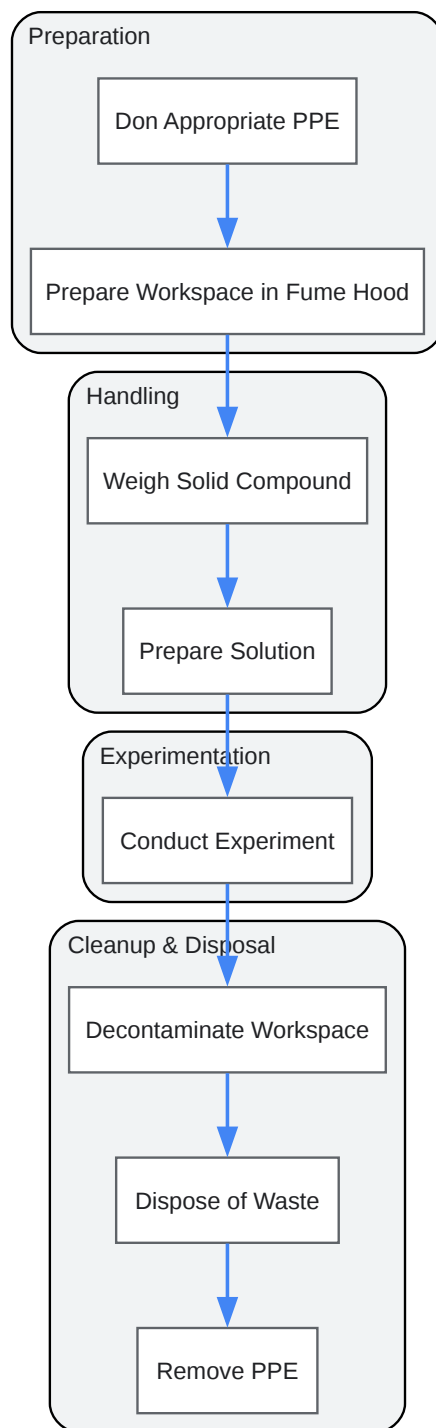 Preparation
Don Appropriate PPE
Prepare Workspace in Fume Hood
Handling
Weigh Solid Compound
Prepare Solution
Experimentation
Conduct Experiment
Cleanup & Disposal
Decontaminate Workspace
Dispose of Waste
Remove PPE